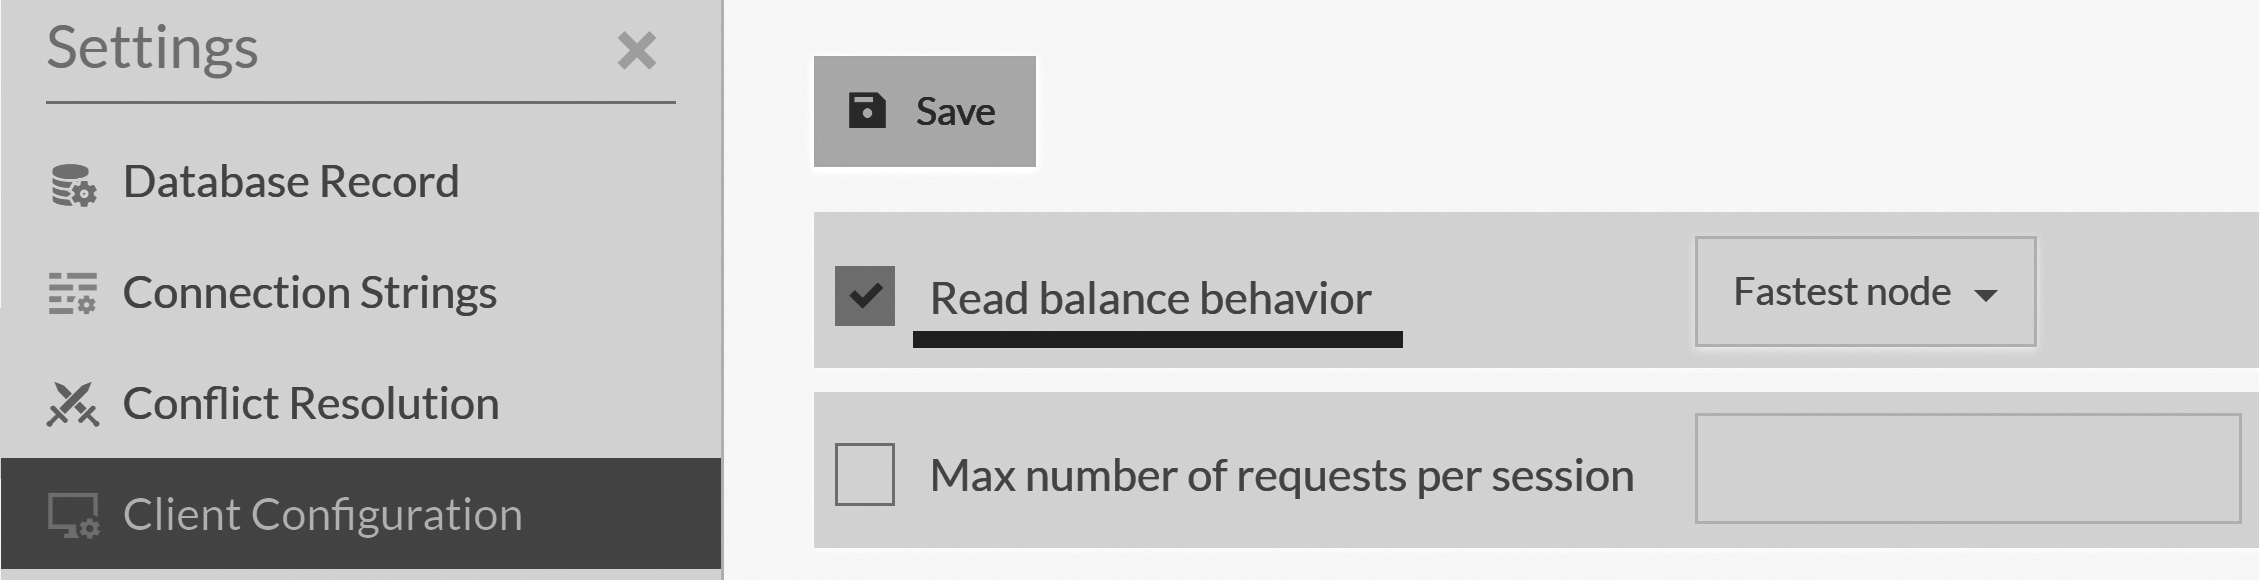 Settings
Database Record
Connection Strings
Conflict Resolution
Client Configuration
Save
Read balance behavior
Fastest node
Max number of requests per session